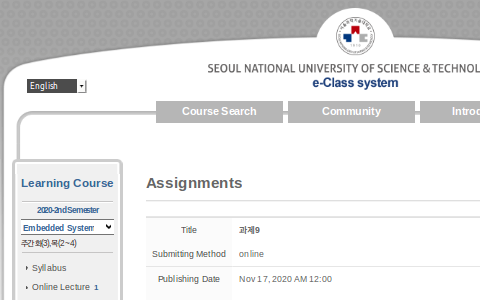 SEOUL NATIONAL UNIVERSITY OF SCIENCE & TECHNOL
e-Class system
English
Course Search
Community
Introd
Learning Course
2020-2nd Semester
Embedded System
주간화(3),목(2~4)
Syllabus
Online Lecture 1
Assignments
Title 과제9
Submitting Method online
Publishing Date Nov 17, 2020 AM 12:00